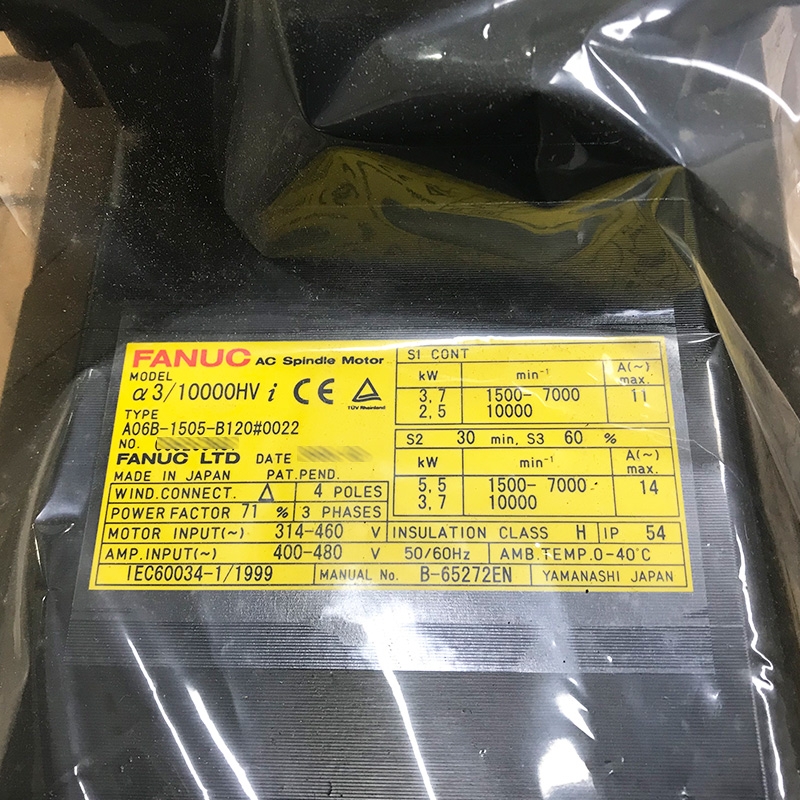 FANUC AC Spindle Motor
MODEL
α3/10000HV i CE
TÜV Rheinland
TYPE
A06B-1505-B120#0022
NO.
FANUC LTD DATE
MADE IN JAPAN PAT.PEND.
WIND.CONNECT. △ 4 POLES
POWER FACTOR 71 % 3 PHASES
S1 CONT
kW min⁻¹ A(~) max.
3,7 1500- 7000 11
2,5 10000
S2 30 min, S3 60 %
kW min⁻¹ A(~) max.
5,5 1500- 7000 14
3,7 10000
MOTOR INPUT(~) 314-460 V INSULATION CLASS H IP 54
AMP.INPUT(~) 400-480 V 50/60Hz AMB.TEMP.0-40°C
IEC60034-1/1999 MANUAL No. B-65272EN YAMANASHI JAPAN